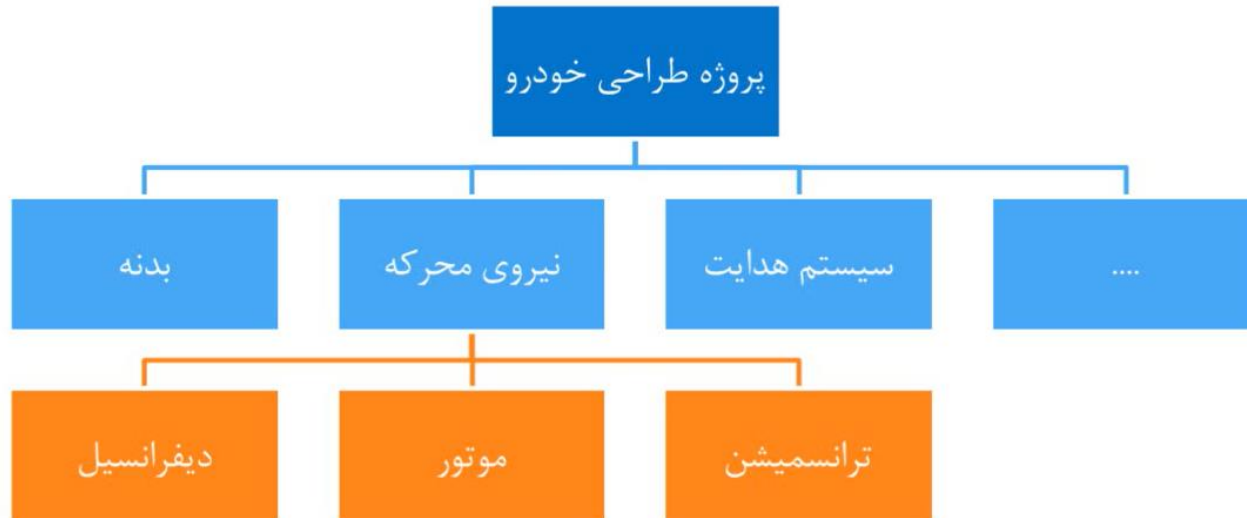 پروژه طراحی خودرو
....
سیستم هدایت
نیروی محرکه
بدنه
ترانسمیشن
موتور
دیفرانسیل